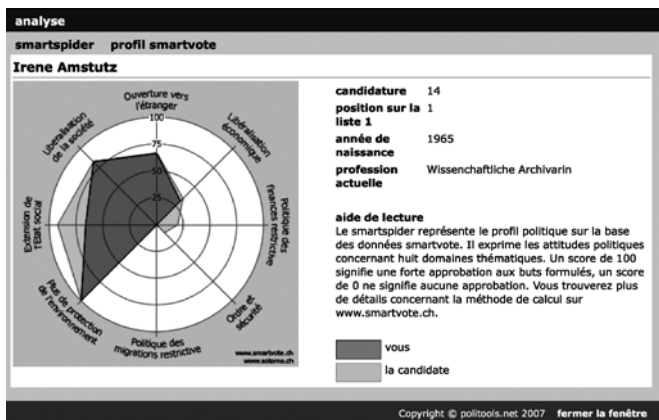 analyse
smartspider profil smartvote
Irene Amstutz
Ouverture vers
l'étranger
Libéralisation
économique
Politique des
finances restrictive
Ordre et
sécurité
Politique des
migrations restrictive
Plus de protection
de l'environnement
Extension de
l'Etat social
Libéralisation
de la société
100
75
50
25
www.smartvote.ch
www.sotomo.ch
candidature 14
position sur la 1
liste 1
année de 1965
naissance
profession Wissenchaftliche Archivarin
actuelle
aide de lecture
Le smartspider représente le profil politique sur la base
des données smartvote. Il exprime les attitudes politiques
concernant huit domaines thématiques. Un score de 100
signifie une forte approbation aux buts formulés, un score
de 0 ne signifie aucune approbation. Vous trouverez plus
de détails concernant la méthode de calcul sur
www.smartvote.ch.
vous
la candidate
Copyright © politools.net 2007 fermer la fenêtre